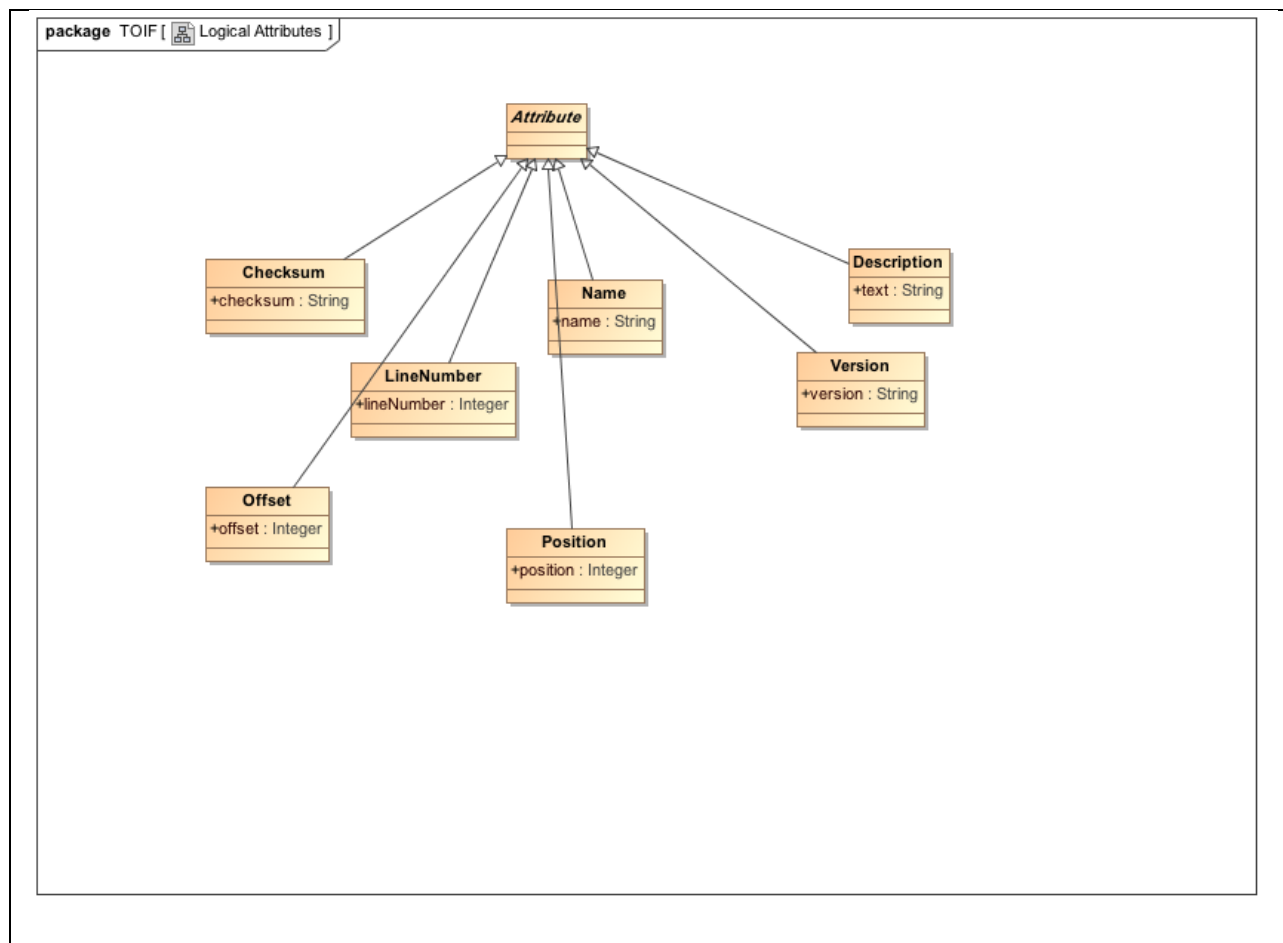 package TOIF [ Logical Attributes ]
Attribute
Checksum
+checksum : String
Name
+name : String
Description
+text : String
LineNumber
+lineNumber : Integer
Version
+version : String
Offset
+offset : Integer
Position
+position : Integer